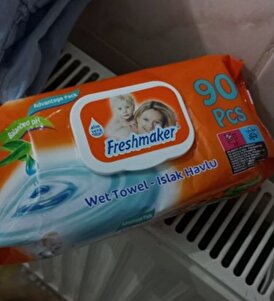 Advantage Pack
Balanced pH
90
Pcs
Freshmaker
Wet Towel - Islak Havlu